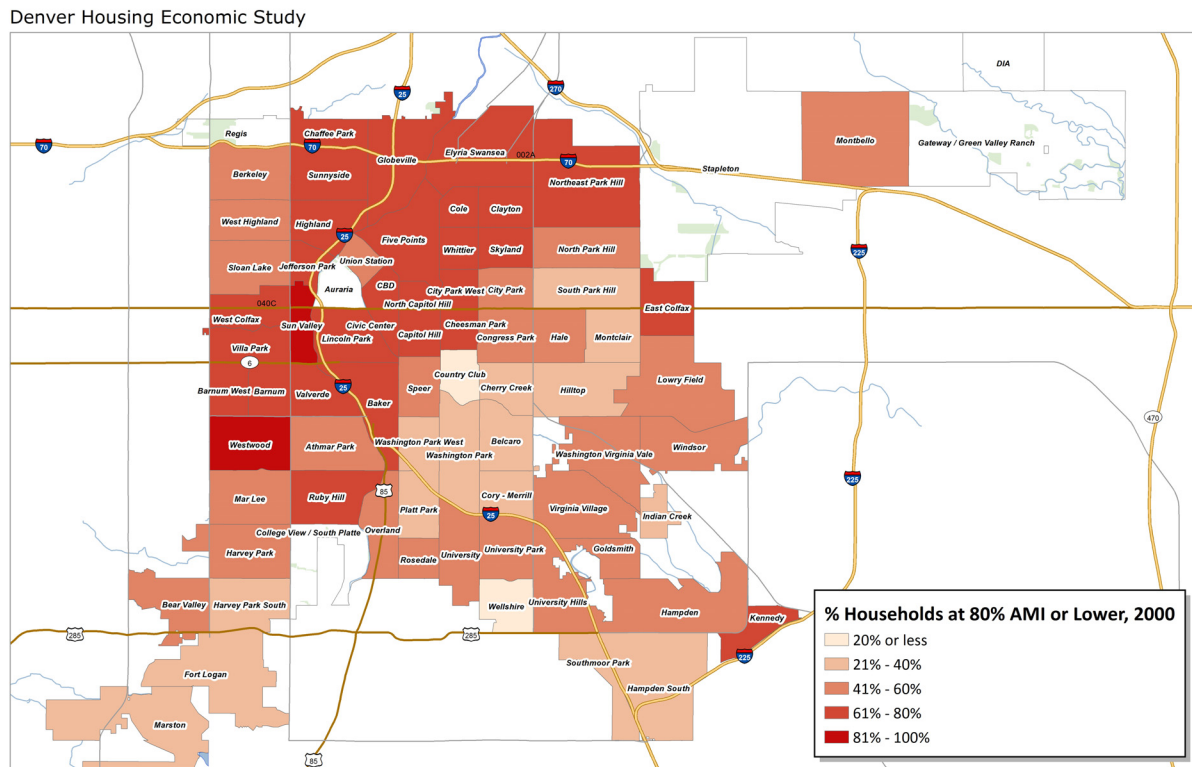 Denver Housing Economic Study
DIA
270
25
Regis
Chaffee Park
70
70
Globeville
Elyria Swansea
002A
70
Montbello
Gateway / Green Valley Ranch
Berkeley
Sunnyside
Stapleton
Northeast Park Hill
West Highland
Highland
Cole
Clayton
25
Five Points
Whittier
Skyland
North Park Hill
225
Sloan Lake
Jefferson Park
Union Station
Auraria
CBD
City Park West
City Park
South Park Hill
040C
North Capitol Hill
East Colfax
West Colfax
Sun Valley
Civic Center
Cheesman Park
Lincoln Park
Capitol Hill
Congress Park
Hale
Montclair
Villa Park
6
Country Club
Lowry Field
Barnum West
Barnum
Valverde
25
Baker
Speer
Cherry Creek
Hilltop
470
Westwood
Athmar Park
Washington Park West
Belcaro
Washington Park
Washington Virginia Vale
Windsor
225
Mar Lee
Ruby Hill
85
Cory - Merrill
Platt Park
25
Virginia Village
Indian Creek
College View / South Platte
Overland
Harvey Park
Rosedale
University
University Park
Goldsmith
Bear Valley
Harvey Park South
Wellshire
University Hills
Hampden
Kennedy
285
285
225
Southmoor Park
Fort Logan
Hampden South
Marston
85
% Households at 80% AMI or Lower, 2000
20% or less
21% - 40%
41% - 60%
61% - 80%
81% - 100%